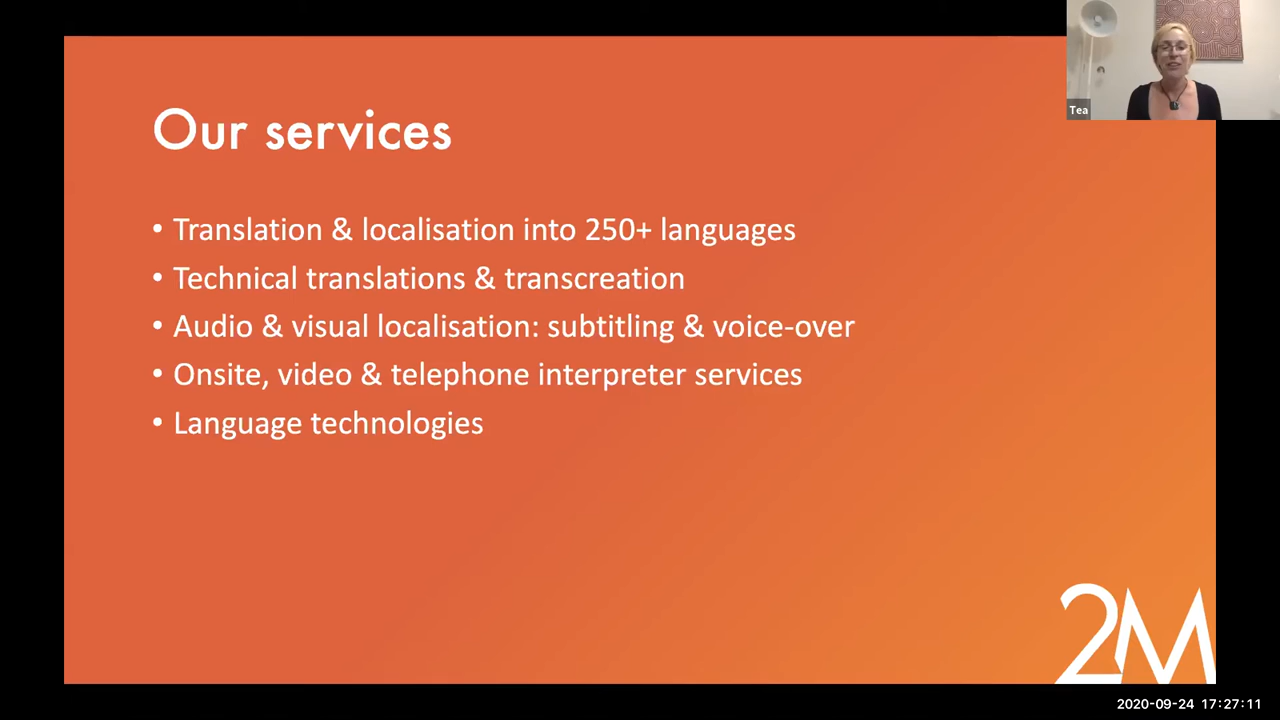 Our services
• Translation & localisation into 250+ languages
• Technical translations & transcreation
• Audio & visual localisation: subtitling & voice-over
• Onsite, video & telephone interpreter services
• Language technologies
Tea
2M
2020-09-24 17:27:11